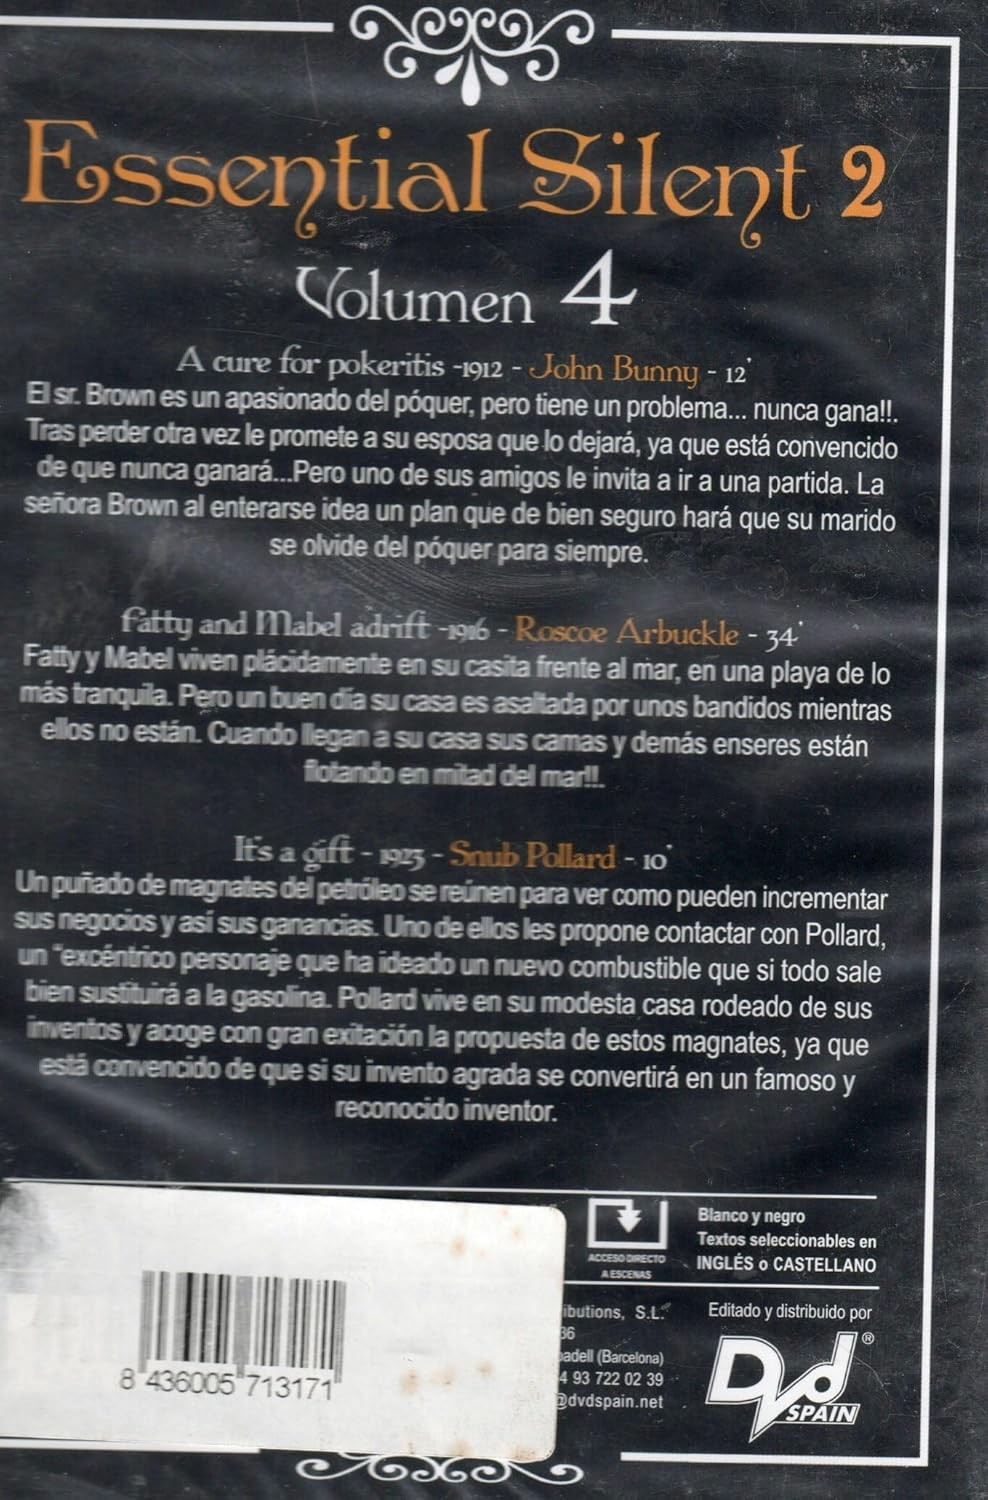 Essential Silent 2
Volumen 4
A cure for pokeritis -1912 - John Bunny - 12'
El sr. Brown es un apasionado del póquer, pero tiene un problema... nunca gana!!.
Tras perder otra vez le promete a su esposa que lo dejará, ya que está convencido
de que nunca ganará...Pero uno de sus amigos le invita a ir a una partida. La
señora Brown al enterarse idea un plan que de bien seguro hará que su marido
se olvide del póquer para siempre.
Fatty and Mabel adrift -1916 - Roscoe Arbuckle - 34'
Fatty y Mabel viven plácidamente en su casita frente al mar, en una playa de lo
más tranquila. Pero un buen día su casa es asaltada por unos bandidos mientras
ellos no están. Cuando llegan a su casa sus camas y demás enseres están
flotando en mitad del mar!!.
It's a gift - 1923 - Snub Pollard - 10'
Un puñado de magnates del petróleo se reúnen para ver como pueden incrementar
sus negocios y así sus ganancias. Uno de ellos les propone contactar con Pollard,
un "excéntrico personaje que ha ideado un nuevo combustible que si todo sale
bien sustituirá a la gasolina. Pollard vive en su modesta casa rodeado de sus
inventos y acoge con gran exitación la propuesta de estos magnates, ya que
está convencido de que si su invento agrada se convertirá en un famoso y
reconocido inventor.
ACCESO DIRECTO
A ESCENAS
Blanco y negro
Textos seleccionables en
INGLÉS o CASTELLANO
ibutions, S.L.
36
adell (Barcelona)
4 93 722 02 39
@dvdspain.net
Editado y distribuido por
DVD ®
SPAIN
8 436005 713171